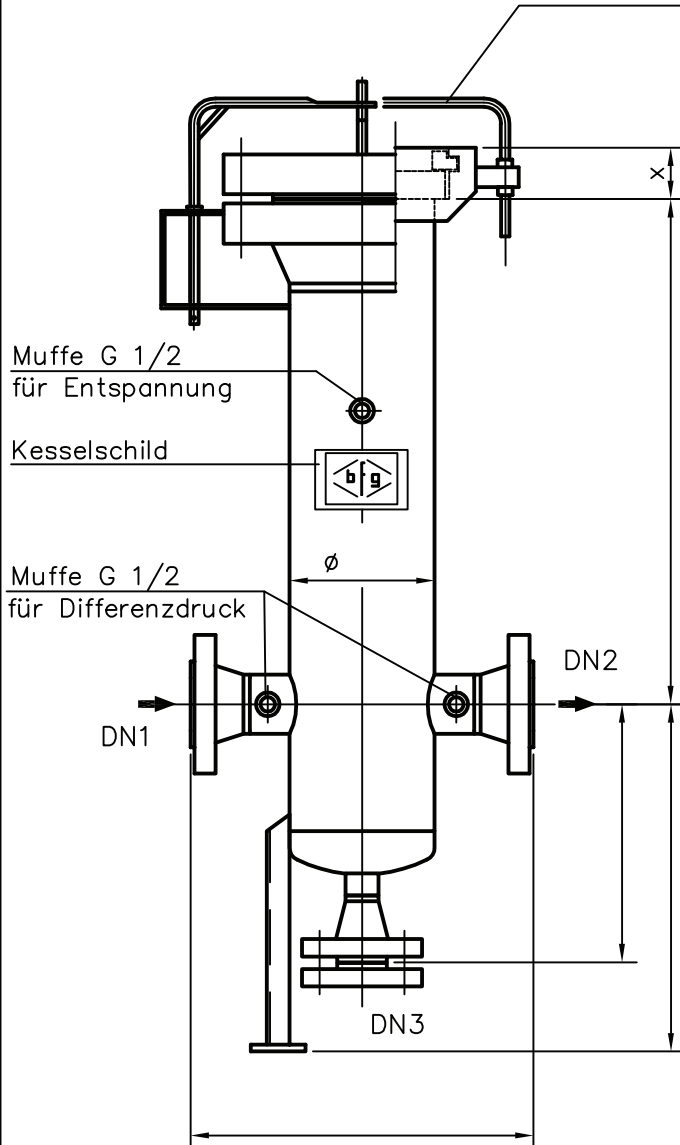 x
Muffe G 1/2
für Entspannung
Kesselschild
bfg
ø
Muffe G 1/2
für Differenzdruck
DN2
DN1
DN3